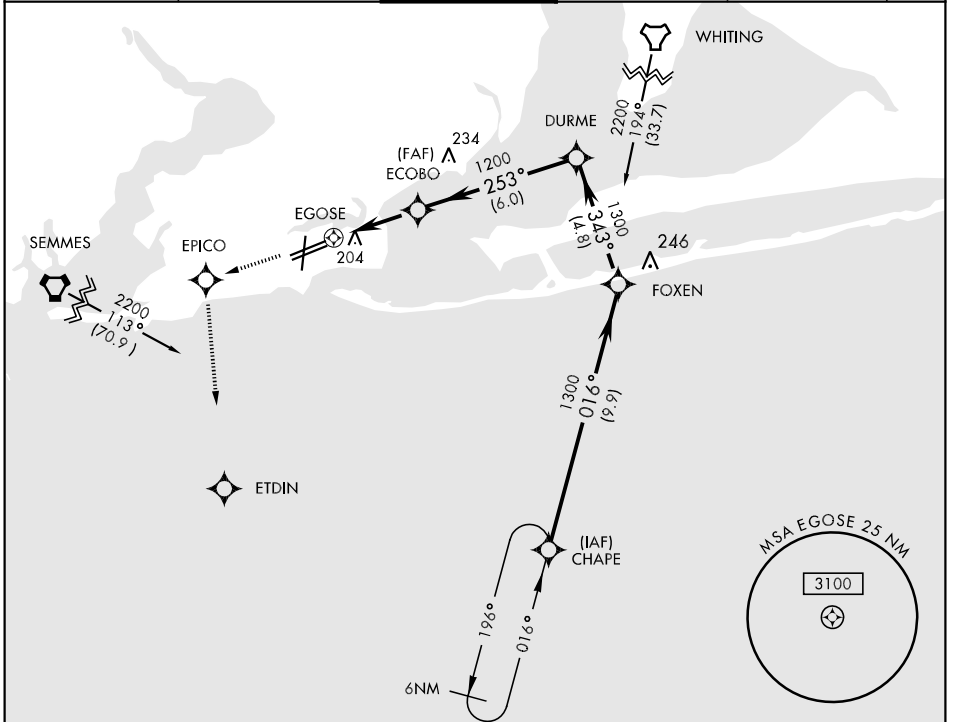 WHITING
2200
194°
(33.7)
DURME
(FAF)
ECOBO
234
1200
253°
(6.0)
1300
343°
(4.8)
EGOSE
204
246
FOXEN
SEMMES
EPICO
2200
113°
(70.9)
1300
016°
(9.9)
ETDIN
(IAF)
CHAPE
196°
016°
6NM
MSA EGOSE 25 NM
3100